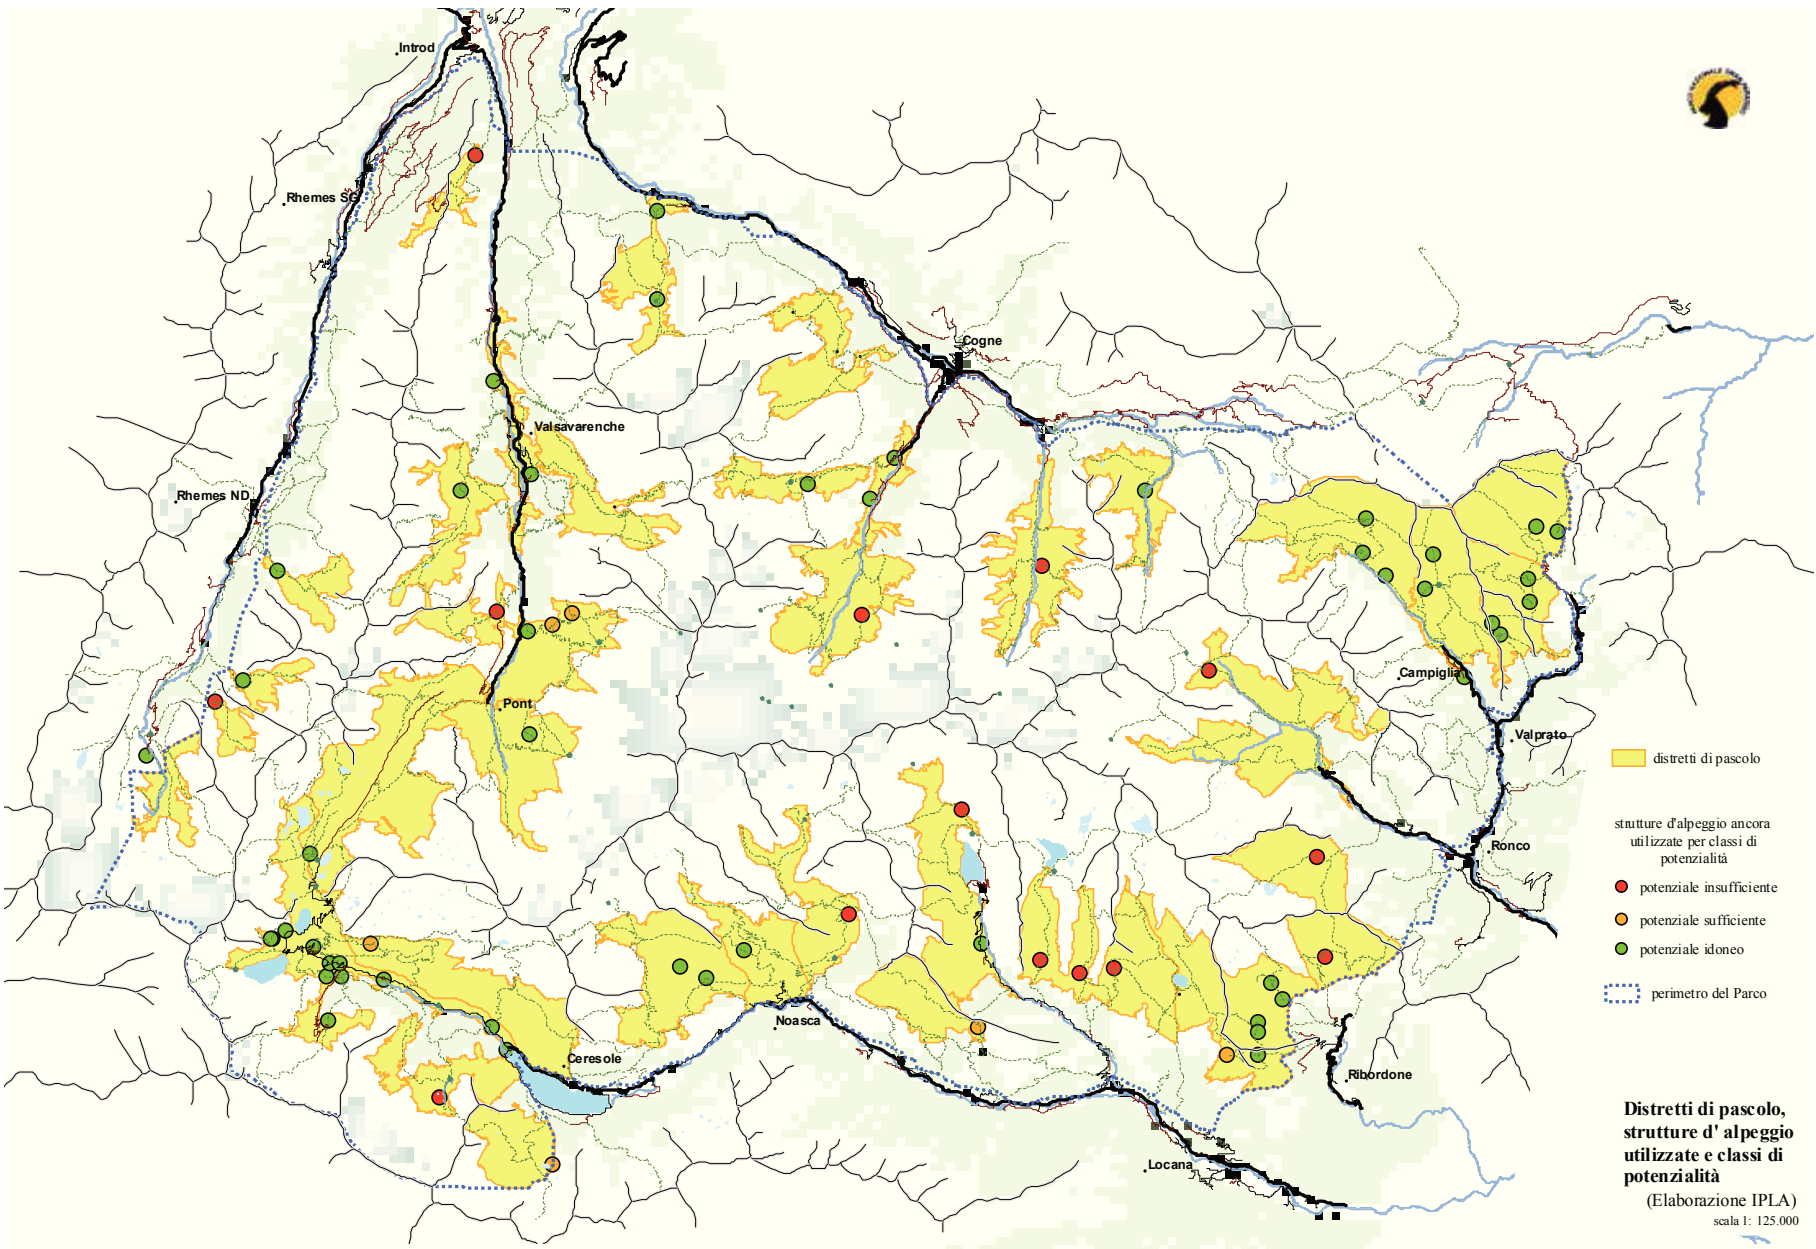 Introd
Rhemes SG
Cogne
Valsavarenche
Rhemes ND
Campiglia
Pont
Valprato
distretti di pascolo
strutture d'alpeggio ancora
utilizzate per classi di
potenzialità
Ronco
potenziale insufficiente
potenziale sufficiente
potenziale idoneo
perimetro del Parco
Noasca
Ceresole
Ribordone
Locana
Distretti di pascolo,
strutture d' alpeggio
utilizzate e classi di
potenzialità
(Elaborazione IPLA)
scala 1: 125.000